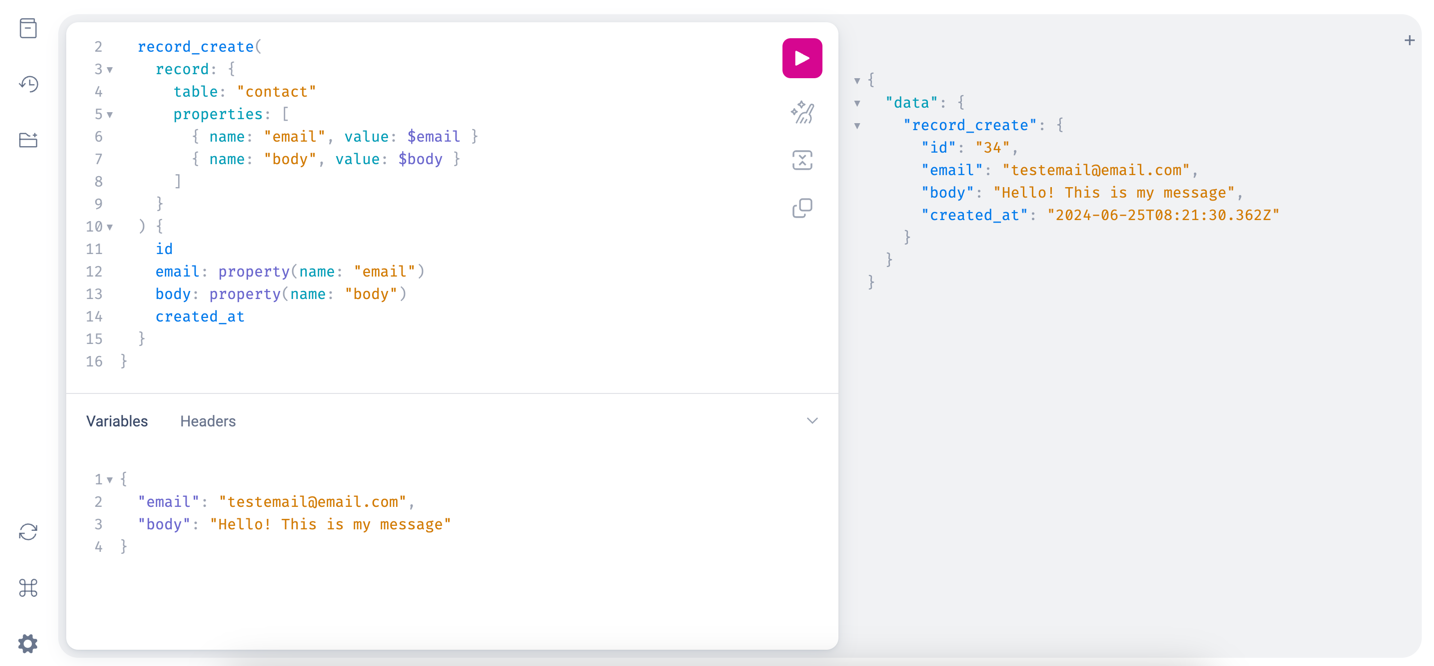 2 record_create(
3 record: {
4 table: "contact"
5 properties: [
6 { name: "email", value: $email }
7 { name: "body", value: $body }
8 ]
9 }
10 ) {
11 id
12 email: property(name: "email")
13 body: property(name: "body")
14 created_at
15 }
16 }
Variables Headers
1 {
2 "email": "testemail@email.com",
3 "body": "Hello! This is my message"
4 }
{
"data": {
"record_create": {
"id": "34",
"email": "testemail@email.com",
"body": "Hello! This is my message",
"created_at": "2024-06-25T08:21:30.362Z"
}
}
}